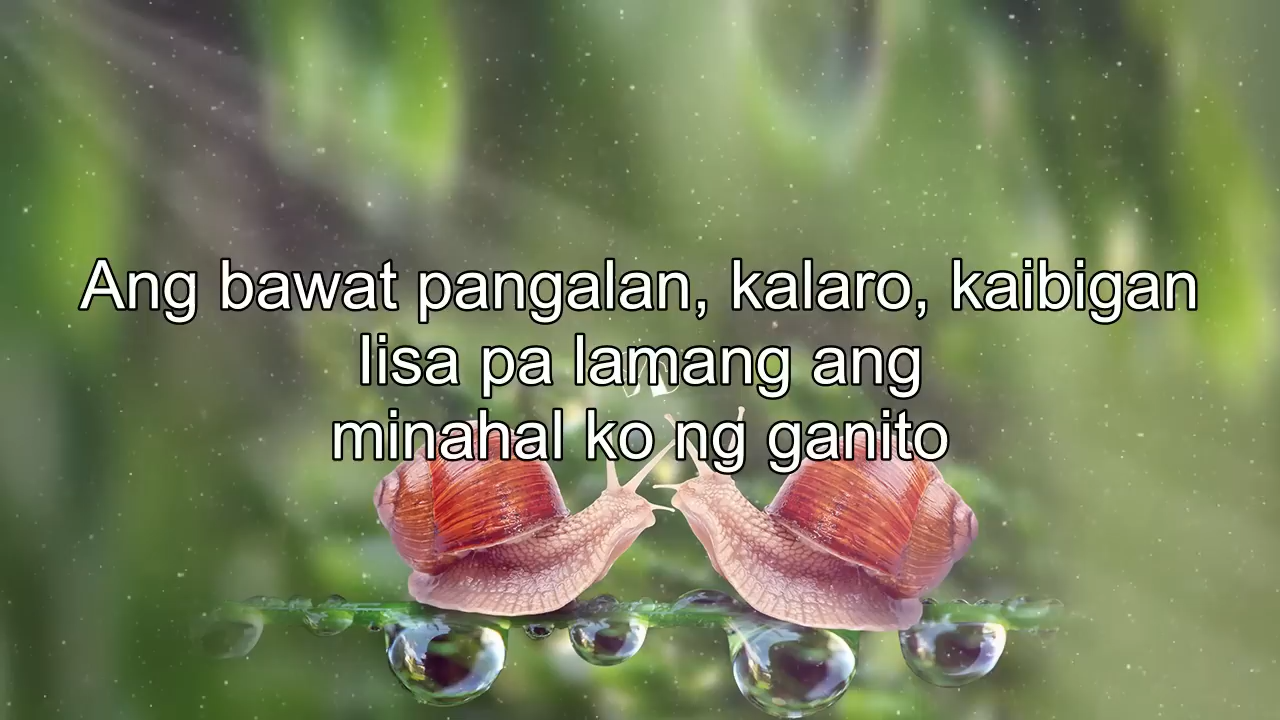 Ang bawat pangalan, kalaro, kaibigan
Iisa pa lamang ang
minahal ko ng ganito